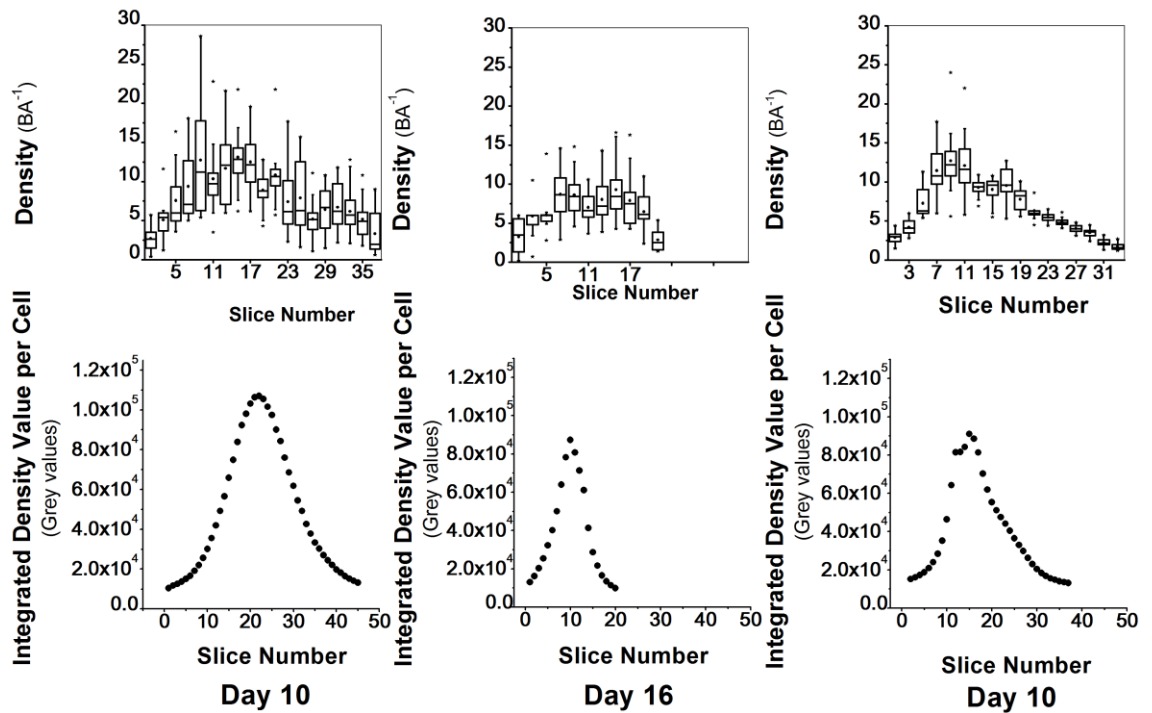 30
25
20
15
10
5
0
Density (BA⁻¹)
5 11 17 23 29 35
Slice Number
30
25
20
15
10
5
0
Density (BA⁻¹)
5 11 17
Slice Number
30
25
20
15
10
5
0
Density (BA⁻¹)
3 7 11 15 19 23 27 31
Slice Number
Integrated Density Value per Cell
(Grey values)
1.2x10⁵
1.0x10⁵
8.0x10⁴
6.0x10⁴
4.0x10⁴
2.0x10⁴
0.0
0 10 20 30 40 50
Slice Number
Day 10
Integrated Density Value per Cell
(Grey values)
1.2x10⁵
1.0x10⁵
8.0x10⁴
6.0x10⁴
4.0x10⁴
2.0x10⁴
0.0
0 10 20 30 40 50
Slice Number
Day 16
Integrated Density Value per Cell
(Grey values)
1.2x10⁵
1.0x10⁵
8.0x10⁴
6.0x10⁴
4.0x10⁴
2.0x10⁴
0.0
0 10 20 30 40 50
Slice Number
Day 10